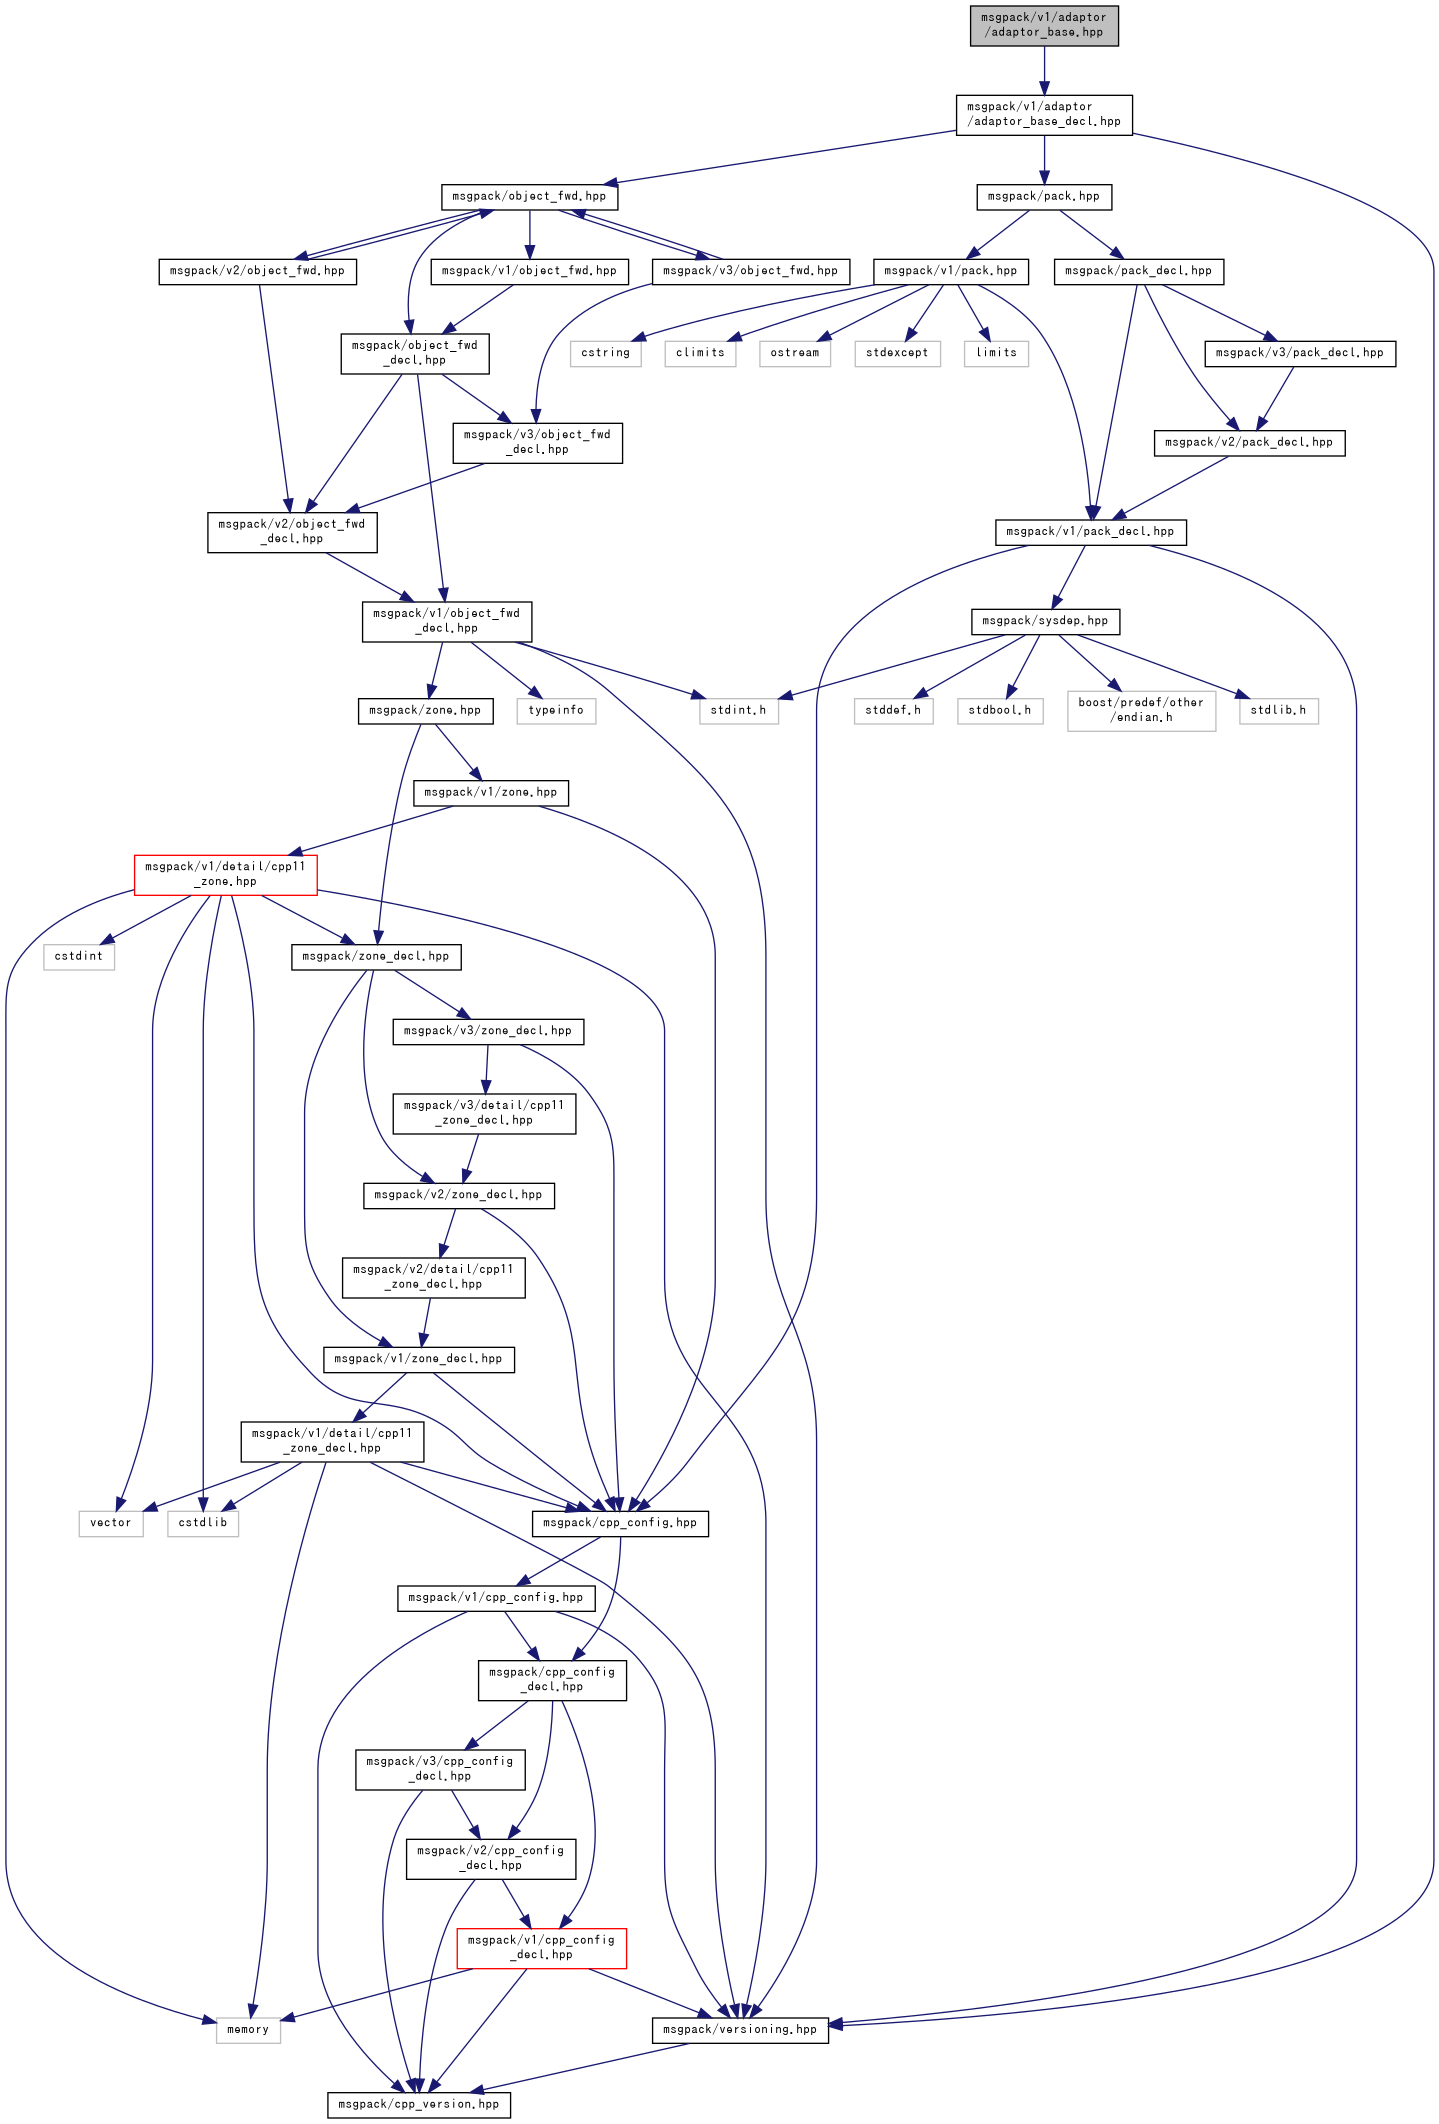 msgpack/v1/adaptor
/adaptor_base.hpp
msgpack/v1/adaptor
/adaptor_base_decl.hpp
msgpack/object_fwd.hpp
msgpack/pack.hpp
msgpack/v2/object_fwd.hpp
msgpack/v1/object_fwd.hpp
msgpack/v3/object_fwd.hpp
msgpack/v1/pack.hpp
msgpack/pack_decl.hpp
msgpack/object_fwd
_decl.hpp
cstring
climits
ostream
stdexcept
limits
msgpack/v3/pack_decl.hpp
msgpack/v3/object_fwd
_decl.hpp
msgpack/v2/pack_decl.hpp
msgpack/v2/object_fwd
_decl.hpp
msgpack/v1/pack_decl.hpp
msgpack/v1/object_fwd
_decl.hpp
msgpack/sysdep.hpp
msgpack/zone.hpp
typeinfo
stdint.h
stddef.h
stdbool.h
boost/predef/other
/endian.h
stdlib.h
msgpack/v1/zone.hpp
msgpack/v1/detail/cpp11
_zone.hpp
cstdint
msgpack/zone_decl.hpp
msgpack/v3/zone_decl.hpp
msgpack/v3/detail/cpp11
_zone_decl.hpp
msgpack/v2/zone_decl.hpp
msgpack/v2/detail/cpp11
_zone_decl.hpp
msgpack/v1/zone_decl.hpp
msgpack/v1/detail/cpp11
_zone_decl.hpp
vector
cstdlib
msgpack/cpp_config.hpp
msgpack/v1/cpp_config.hpp
msgpack/cpp_config
_decl.hpp
msgpack/v3/cpp_config
_decl.hpp
msgpack/v2/cpp_config
_decl.hpp
msgpack/v1/cpp_config
_decl.hpp
memory
msgpack/versioning.hpp
msgpack/cpp_version.hpp